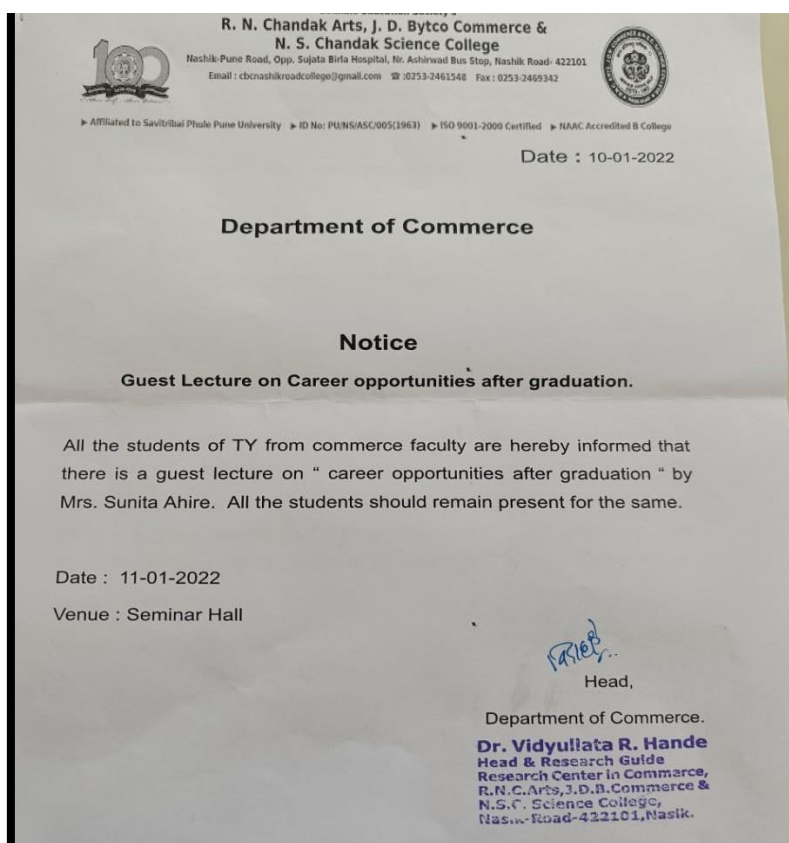 R. N. Chandak Arts, J. D. Bytco Commerce &
N. S. Chandak Science College
Nashik-Pune Road, Opp. Sujata Birla Hospital, Nr. Ashirwad Bus Stop, Nashik Road- 422101
Email : cbcnashikroadcollege@gmail.com ☎ :0253-2461548 Fax : 0253-2469342
100
▶ Affiliated to Savitribai Phule Pune University ▶ ID No: PU/NS/ASC/005(1963) ▶ ISO 9001-2000 Certified ▶ NAAC Accredited B College
Date : 10-01-2022
Department of Commerce
Notice
Guest Lecture on Career opportunities after graduation.
All the students of TY from commerce faculty are hereby informed that
there is a guest lecture on “ career opportunities after graduation “ by
Mrs. Sunita Ahire. All the students should remain present for the same.
Date : 11-01-2022
Venue : Seminar Hall
Head,
Department of Commerce.
Dr. Vidyullata R. Hande
Head & Research Guide
Research Center in Commarce,
R.N.C.Arts,J.D.B.Commerce &
N.S.C. Science College,
Nasik-Road-422101,Nasik.